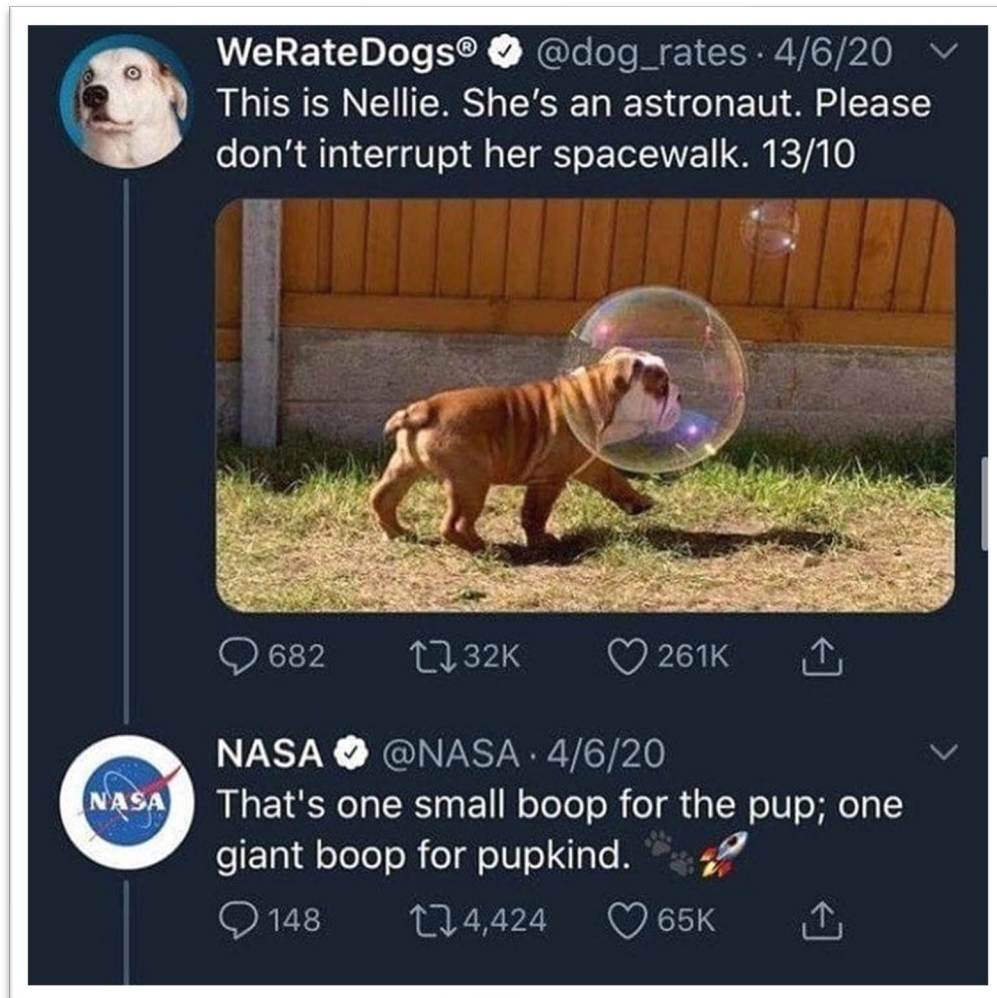 WeRateDogs® @dog_rates · 4/6/20
This is Nellie. She’s an astronaut. Please
don’t interrupt her spacewalk. 13/10
682 32K 261K
NASA @NASA · 4/6/20
NASA
That's one small boop for the pup; one
giant boop for pupkind. 🐾🚀
148 4,424 65K